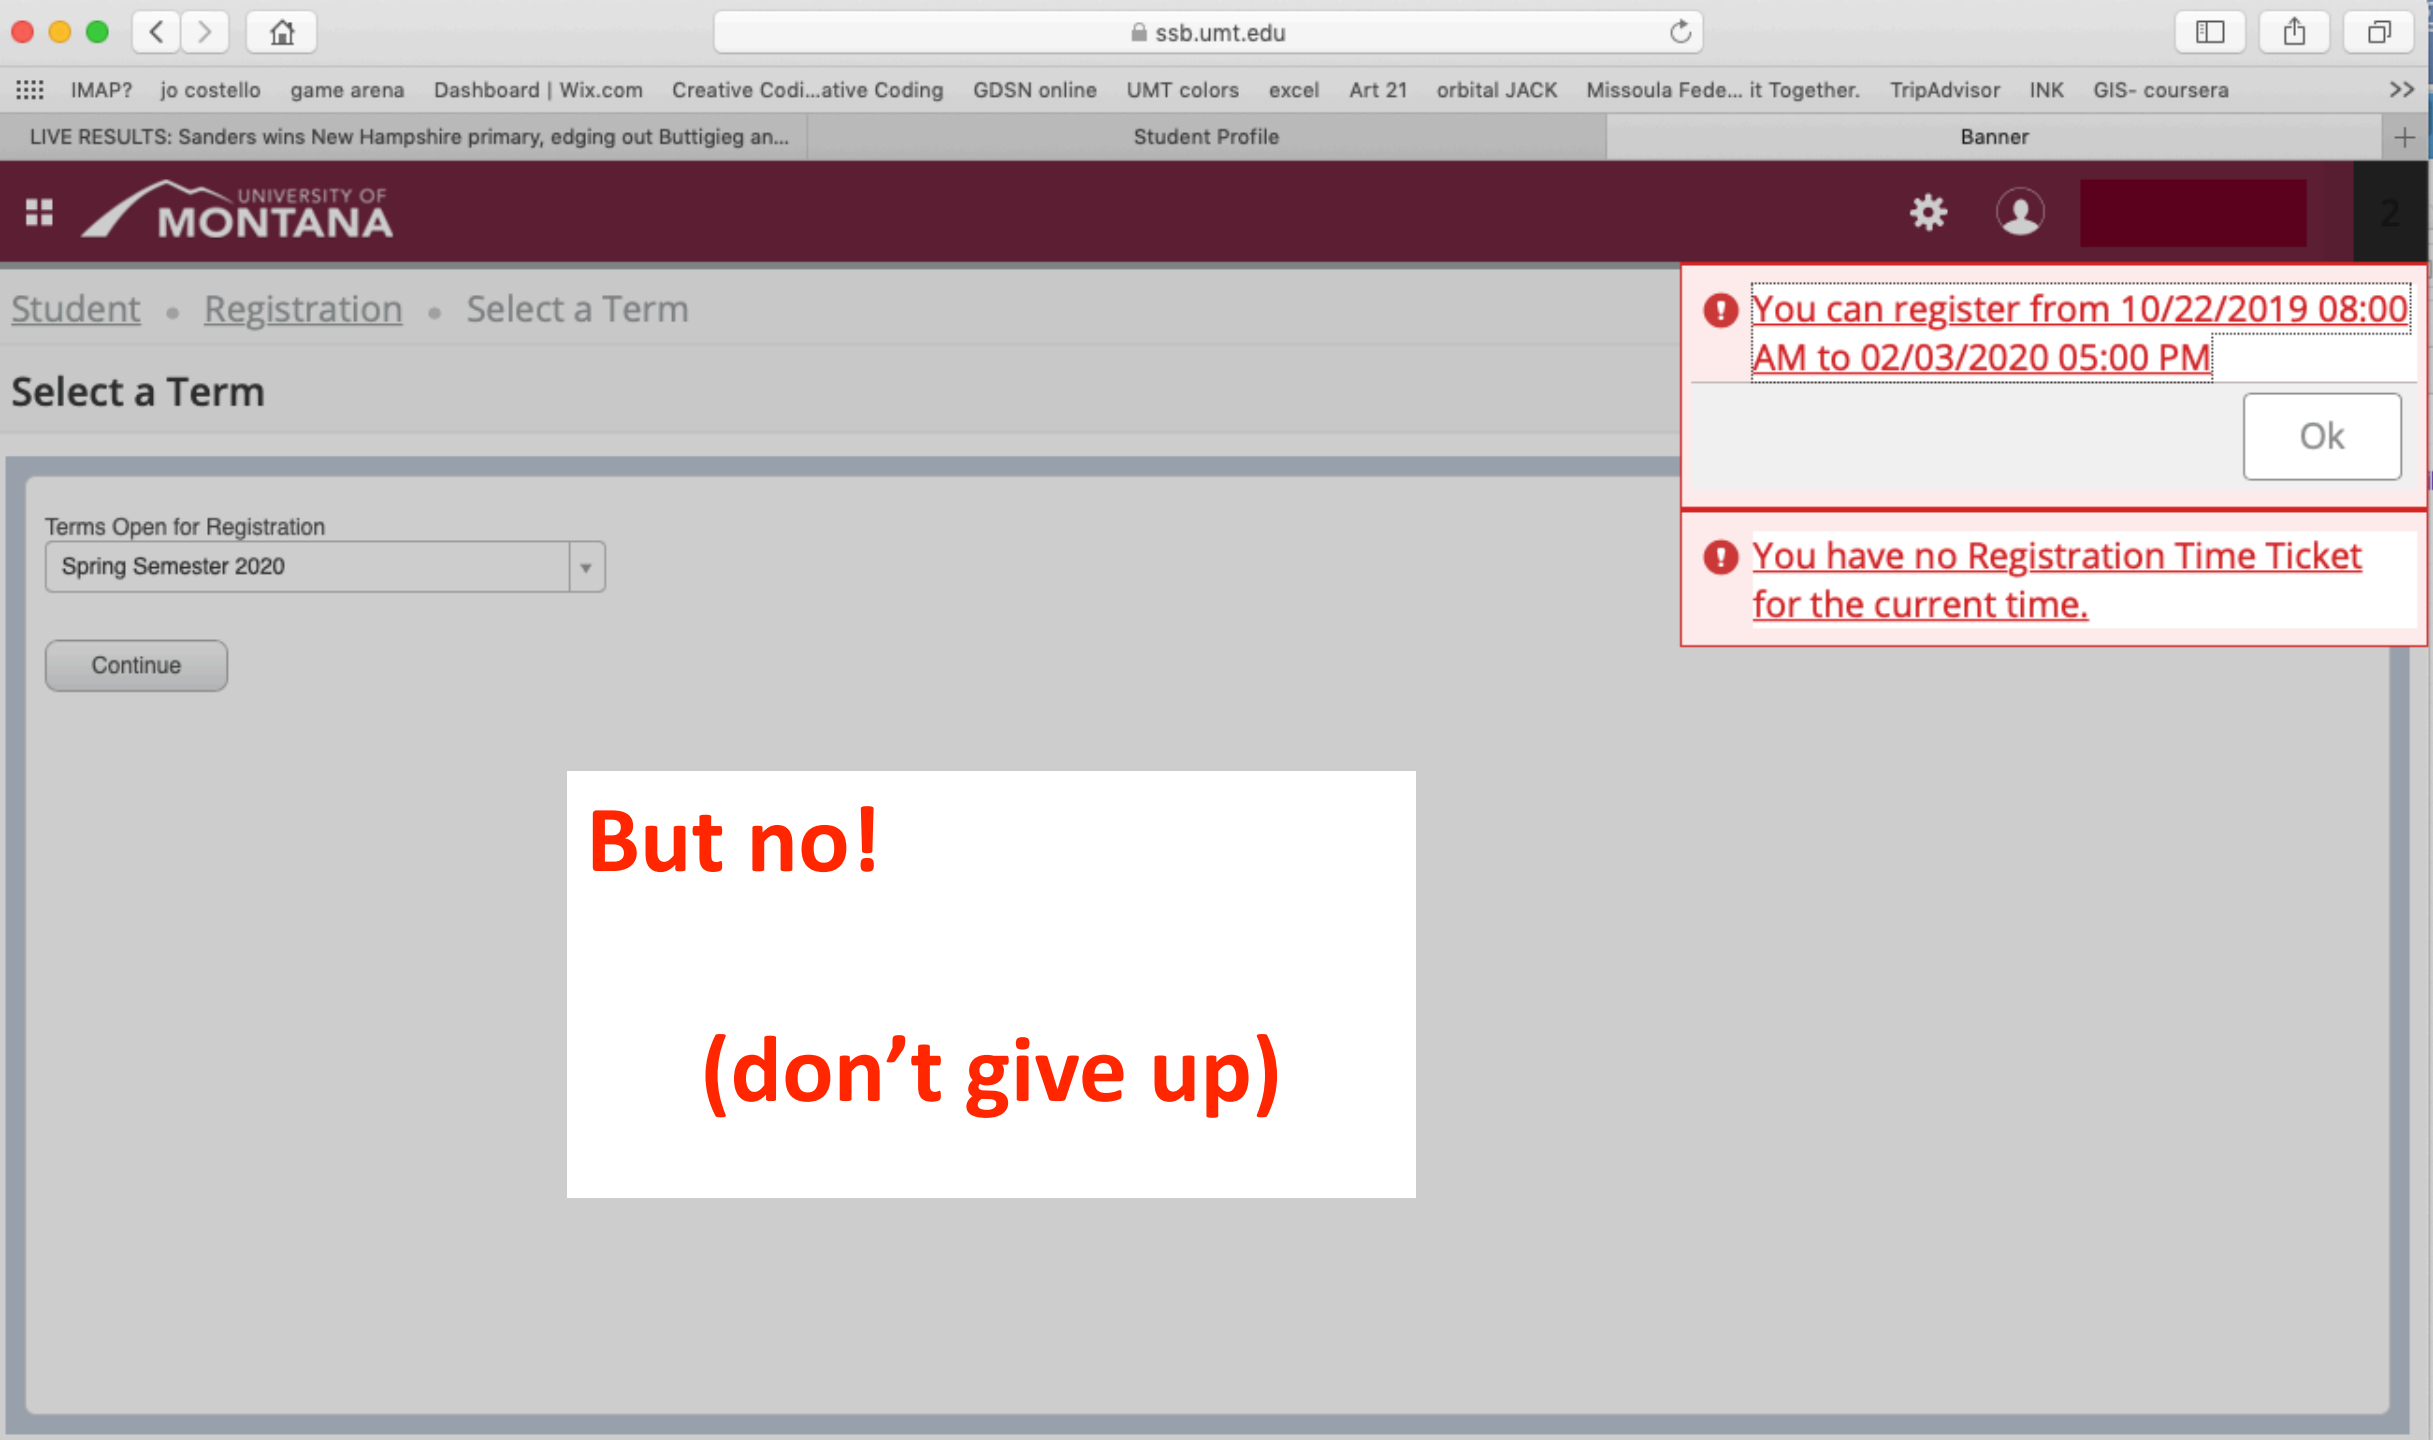 ssb.umt.edu
IMAP? jo costello game arena Dashboard | Wix.com Creative Codi...ative Coding GDSN online UMT colors excel Art 21 orbital JACK Missoula Fede... it Together. TripAdvisor INK GIS- coursera >>
LIVE RESULTS: Sanders wins New Hampshire primary, edging out Buttigieg an... Student Profile Banner +
UNIVERSITY OF
MONTANA
2
Student • Registration • Select a Term
You can register from 10/22/2019 08:00
AM to 02/03/2020 05:00 PM
Select a Term
Ok
You have no Registration Time Ticket
for the current time.
Terms Open for Registration
Spring Semester 2020
Continue
But no!
(don’t give up)